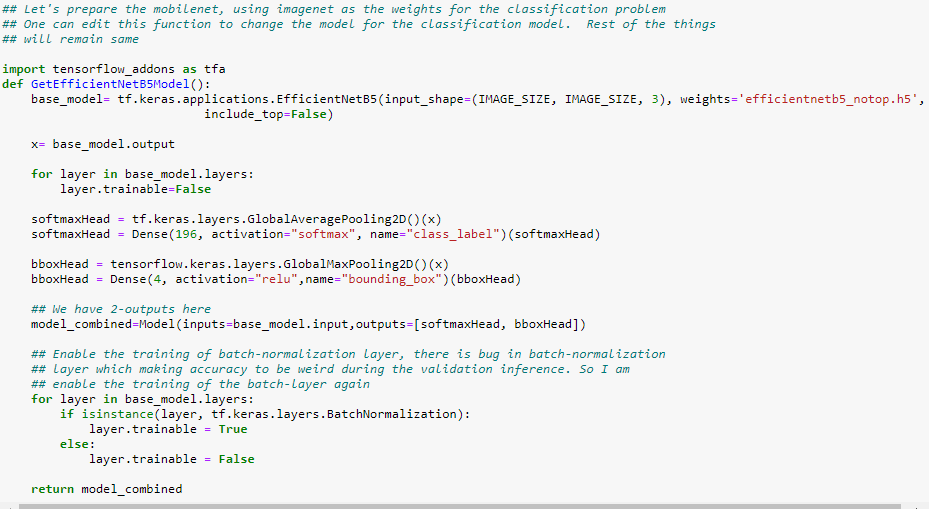 ## Let's prepare the mobilenet, using imagenet as the weights for the classification problem
## One can edit this function to change the model for the classification model.  Rest of the things
## will remain same
import tensorflow_addons as tfa
def GetEfficientNetB5Model():
    base_model= tf.keras.applications.EfficientNetB5(input_shape=(IMAGE_SIZE, IMAGE_SIZE, 3), weights='efficientnetb5_notop.h5',
                            include_top=False)
    x= base_model.output
    for layer in base_model.layers:
        layer.trainable=False
    softmaxHead = tf.keras.layers.GlobalAveragePooling2D()(x)
    softmaxHead = Dense(196, activation="softmax", name="class_label")(softmaxHead)
    bboxHead = tensorflow.keras.layers.GlobalMaxPooling2D()(x)
    bboxHead = Dense(4, activation="relu",name="bounding_box")(bboxHead)
    ## We have 2-outputs here
    model_combined=Model(inputs=base_model.input,outputs=[softmaxHead, bboxHead])
    ## Enable the training of batch-normalization layer, there is bug in batch-normalization
    ## layer which making accuracy to be weird during the validation inference. So I am
    ## enable the training of the batch-layer again
    for layer in base_model.layers:
        if isinstance(layer, tf.keras.layers.BatchNormalization):
            layer.trainable = True
        else:
            layer.trainable = False
    return model_combined